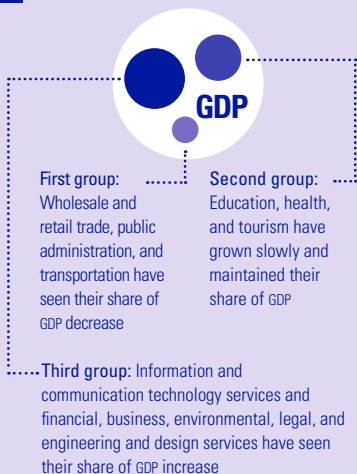 GDP
First group:
Wholesale and
retail trade, public
administration, and
transportation have
seen their share of
GDP decrease
Second group:
Education, health,
and tourism have
grown slowly and
maintained their
share of GDP
Third group: Information and
communication technology services and
financial, business, environmental, legal, and
engineering and design services have seen
their share of GDP increase